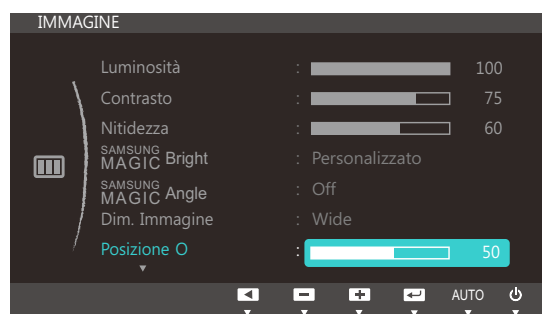 IMMAGINE
Luminosità : 100
Contrasto : 75
Nitidezza : 60
SAMSUNG MAGIC Bright : Personalizzato
SAMSUNG MAGIC Angle : Off
Dim. Immagine : Wide
Posizione O : 50
AUTO